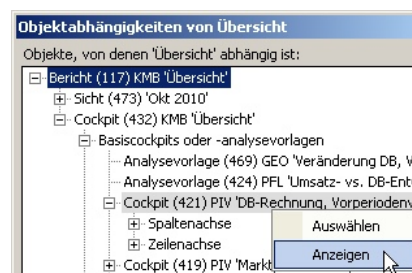 Objektabhängigkeiten von Übersicht
Objekte, von denen 'Übersicht' abhängig ist:
Bericht (117) KMB 'Übersicht'
Sicht (473) 'Okt 2010'
Cockpit (432) KMB 'Übersicht'
Basiscockpits oder -analysevorlagen
Analysevorlage (469) GEO 'Veränderung DB, V
Analysevorlage (424) PFL 'Umsatz- vs. DB-Ent
Cockpit (421) PIV 'DB-Rechnung, Vorperiodenv
Spaltenachse
Auswählen
Zeilenachse
Anzeigen
Cockpit (419) PIV 'Markt